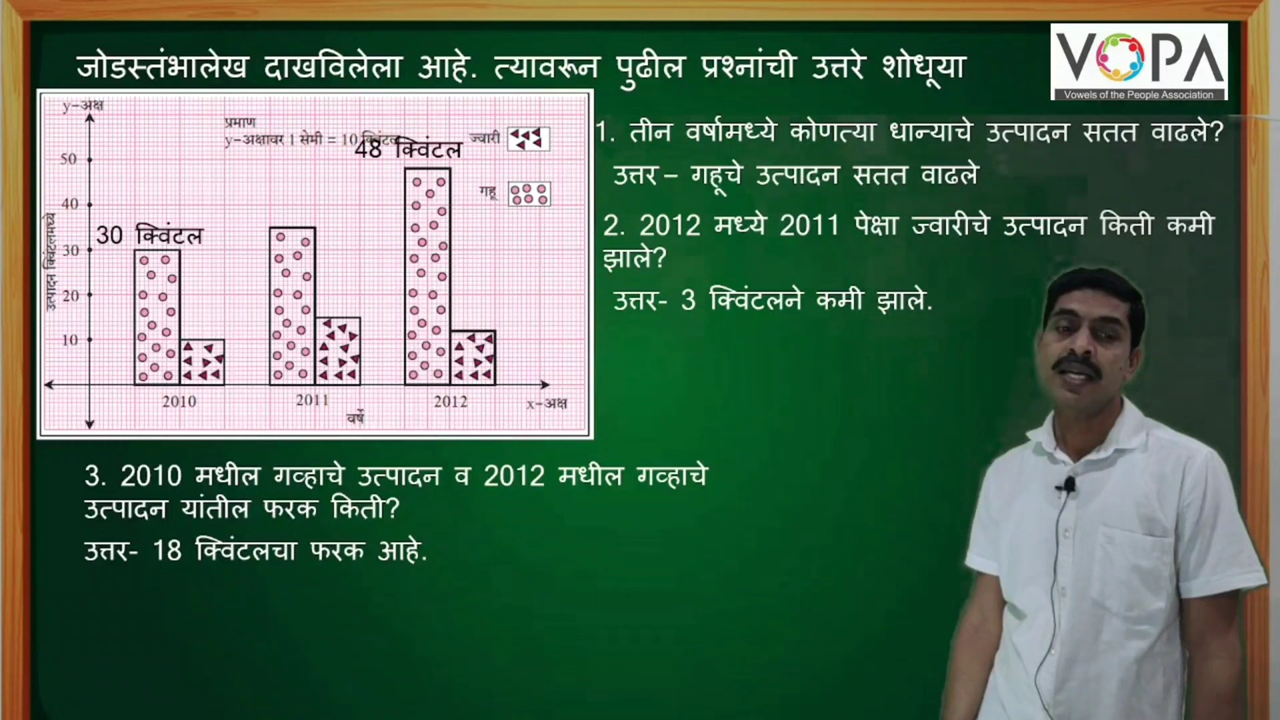 जोडस्तंभालेख दाखविलेला आहे. त्यावरून पुढील प्रश्नांची उत्तरे शोधूया
VOPA
Vowels of the People Association
y-अक्ष
प्रमाण
y-अक्षावर 1 सेमी = 10 क्विंटल
48 क्विंटल
ज्वारी
गहू
50
40
30 क्विंटल
30
20
10
उत्पादन क्विंटलमध्ये
2010
2011
2012
x-अक्ष
वर्षे
1. तीन वर्षामध्ये कोणत्या धान्याचे उत्पादन सतत वाढले?
उत्तर – गहूचे उत्पादन सतत वाढले
2. 2012 मध्ये 2011 पेक्षा ज्वारीचे उत्पादन किती कमी
झाले?
उत्तर- 3 क्विंटलने कमी झाले.
3. 2010 मधील गव्हाचे उत्पादन व 2012 मधील गव्हाचे
उत्पादन यांतील फरक किती?
उत्तर- 18 क्विंटलचा फरक आहे.